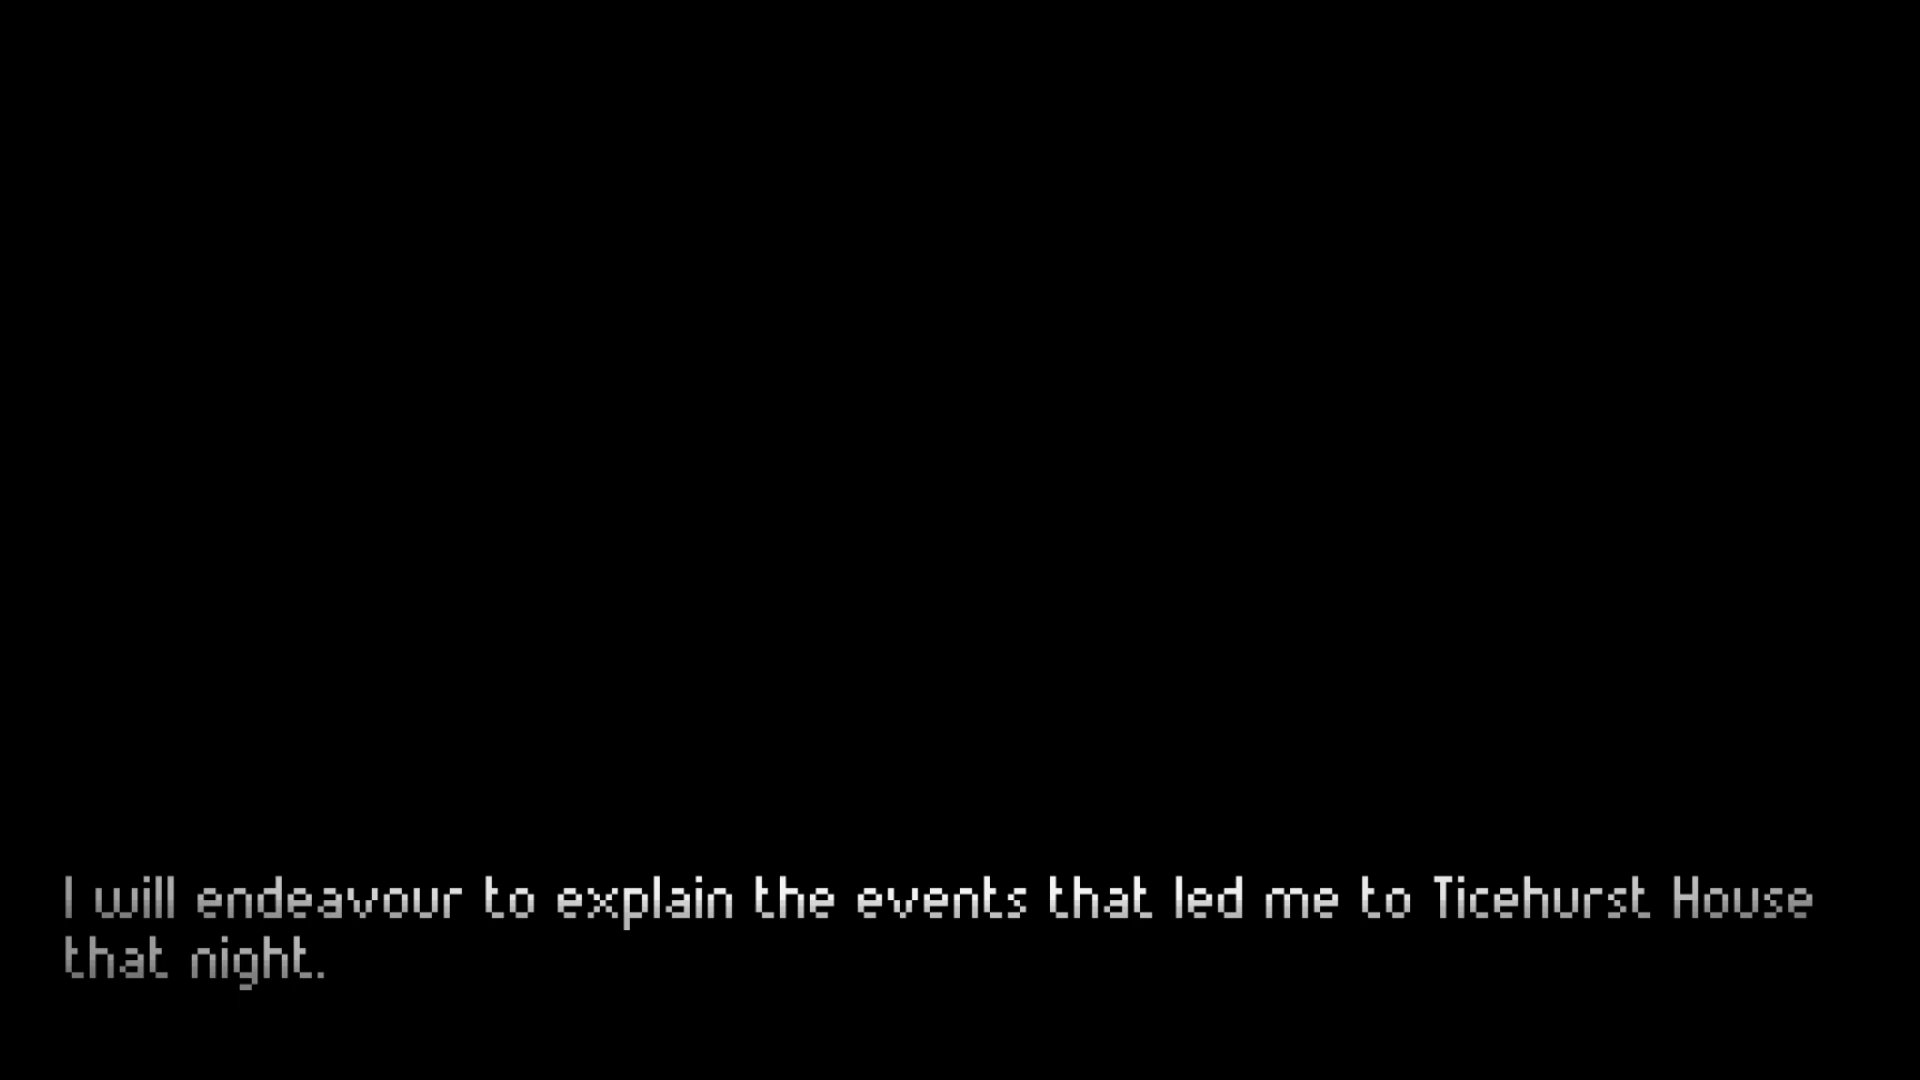 I will endeavour to explain the events that led me to Ticehurst House
that night.